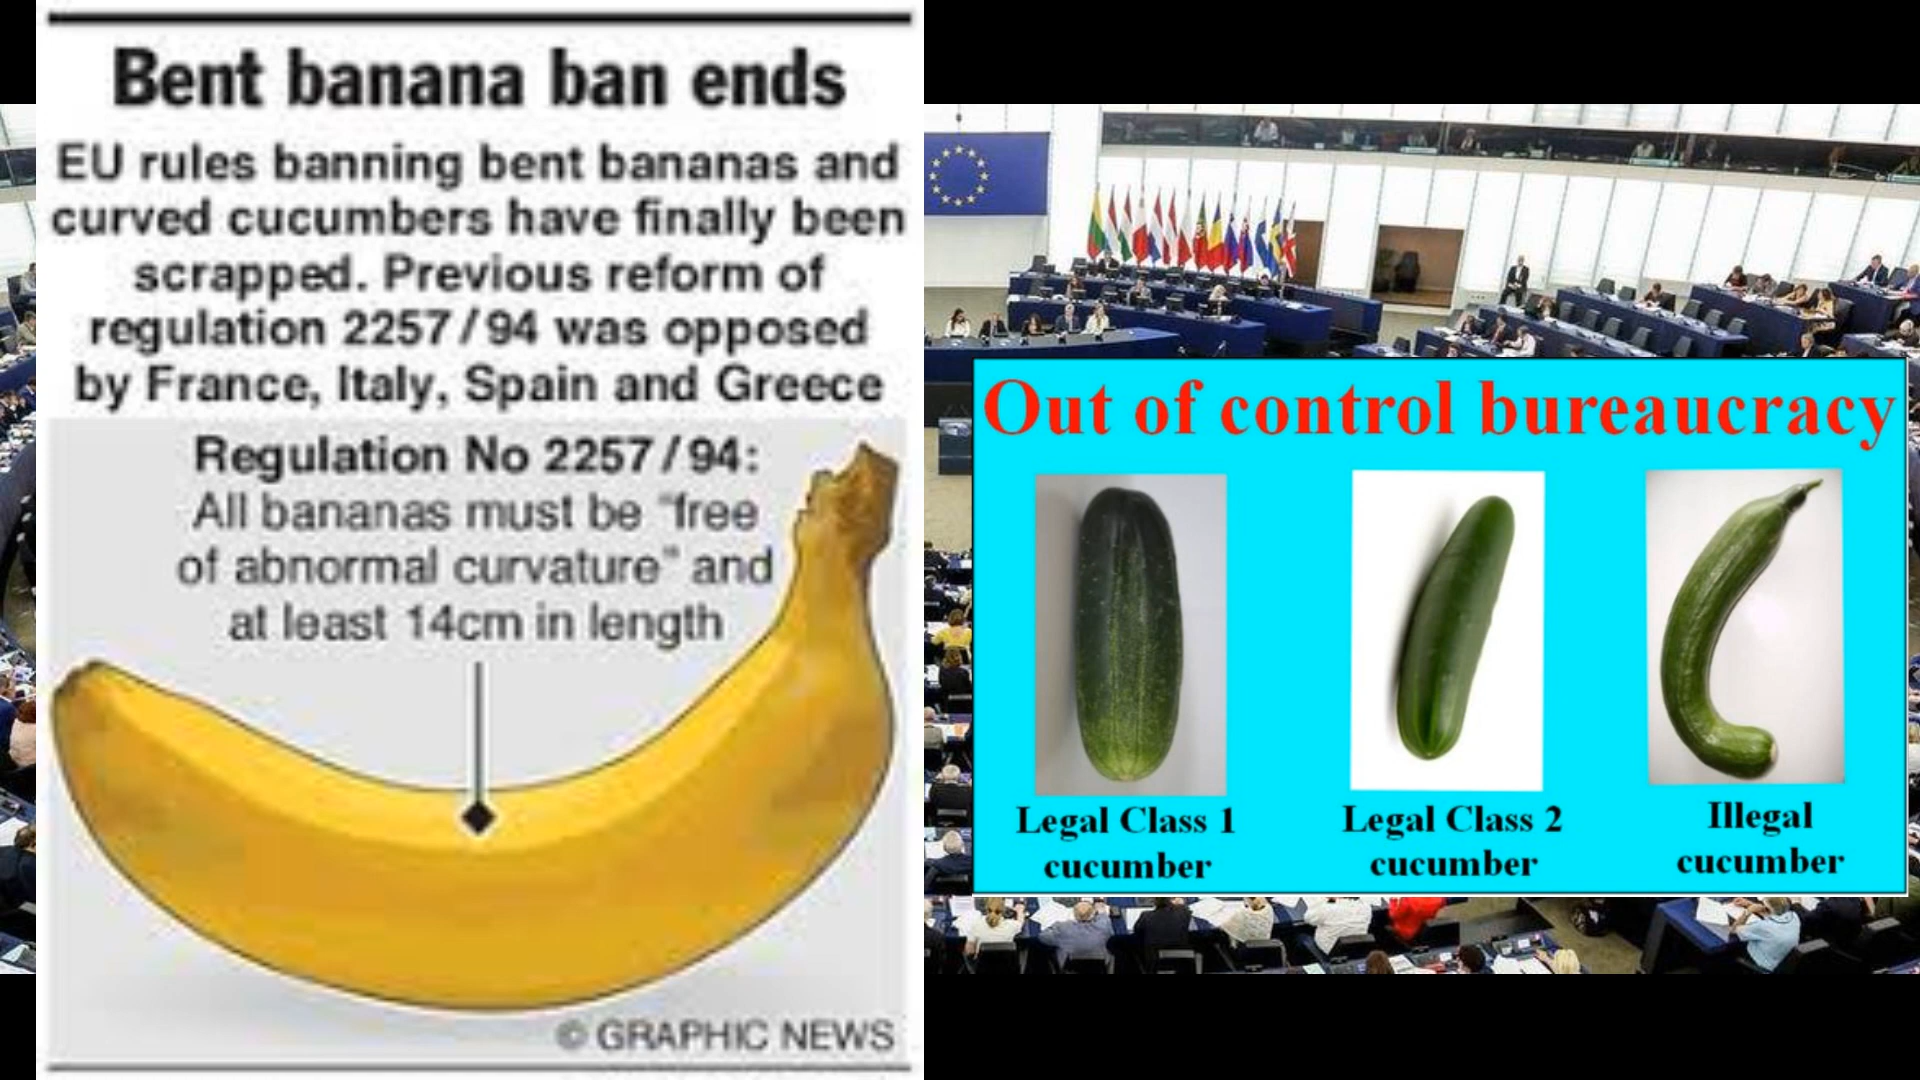 Bent banana ban ends
EU rules banning bent bananas and
curved cucumbers have finally been
scrapped. Previous reform of
regulation 2257/94 was opposed
by France, Italy, Spain and Greece
Regulation No 2257/94:
All bananas must be "free
of abnormal curvature" and
at least 14cm in length
© GRAPHIC NEWS
Out of control bureaucracy
Legal Class 1
cucumber
Legal Class 2
cucumber
Illegal
cucumber